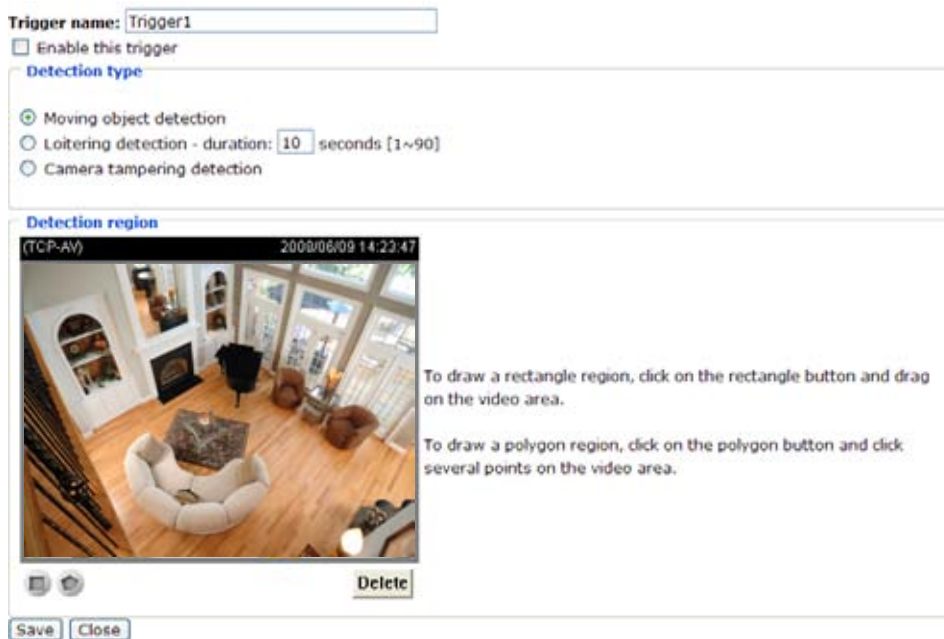 Trigger name: Trigger1
Enable this trigger
Detection type
Moving object detection
Loitering detection - duration: 10 seconds [1~90]
Camera tampering detection
Detection region
(TCP-AV) 2008/06/09 14:23:47
To draw a rectangle region, click on the rectangle button and drag
on the video area.
To draw a polygon region, click on the polygon button and click
several points on the video area.
Delete
Save Close